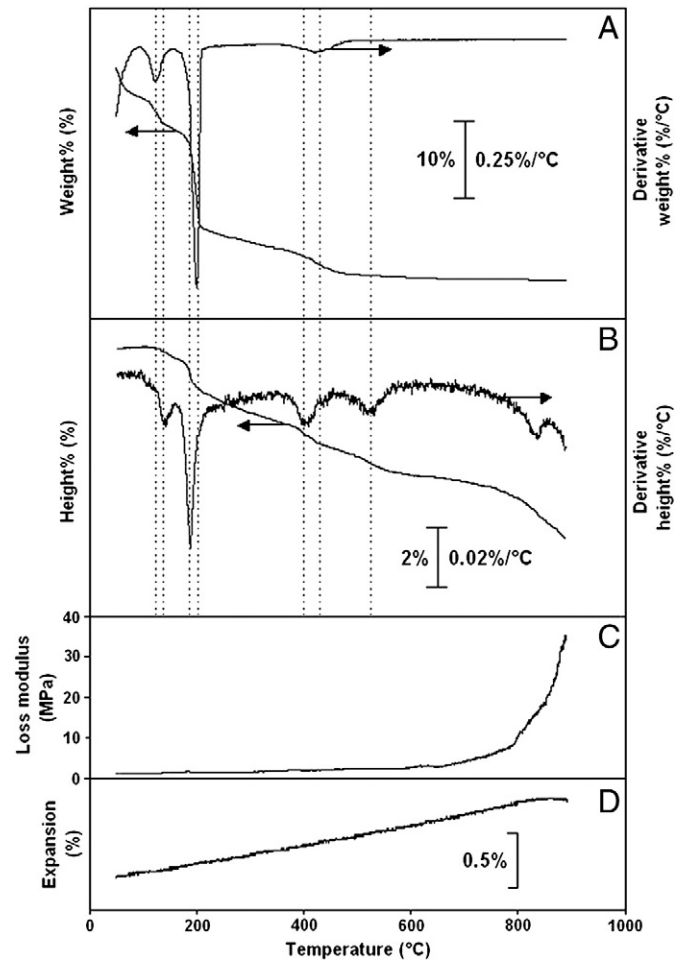 A
Weight% (%)
10%
0.25%/°C
Derivative
weight% (%/°C)
B
Height% (%)
2%
0.02%/°C
Derivative
height% (%/°C)
C
Loss modulus
(MPa)
40
30
20
10
0
D
Expansion
(%)
0.5%
0
200
400
600
800
1000
Temperature (°C)